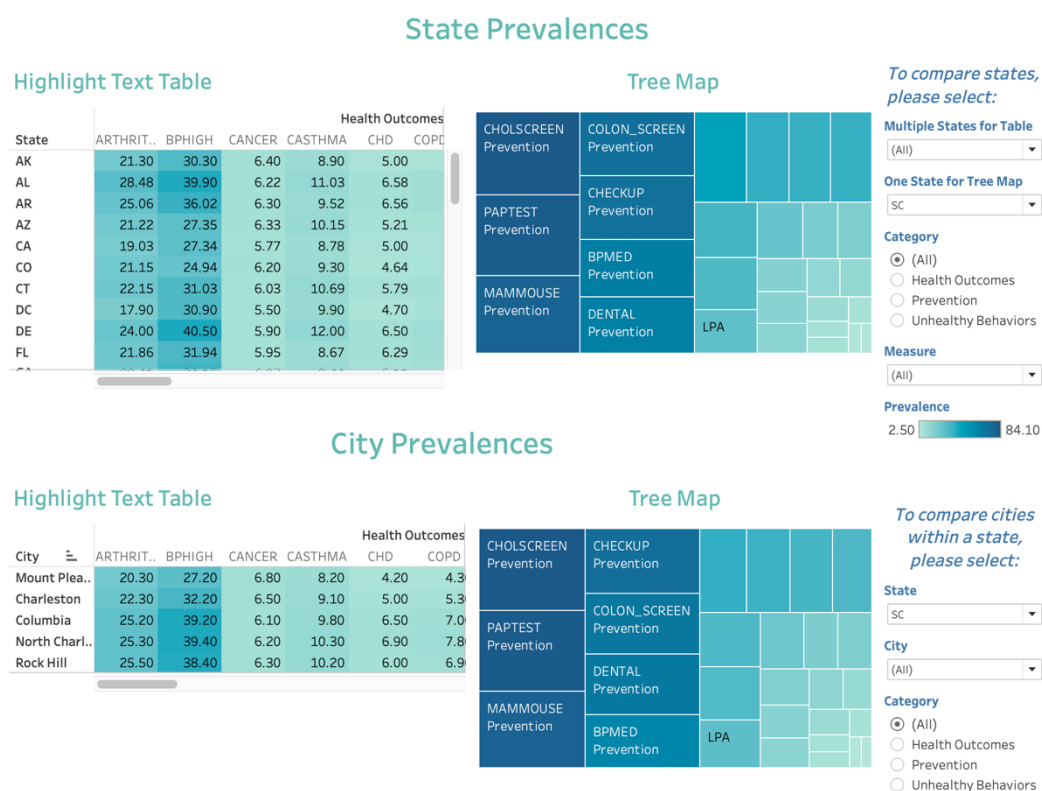 State Prevalences
Highlight Text Table
Health Outcomes
State ARTHRIT.. BPHIGH CANCER CASTHMA CHD COPD
AK 21.30 30.30 6.40 8.90 5.00
AL 28.48 39.90 6.22 11.03 6.58
AR 25.06 36.02 6.30 9.52 6.56
AZ 21.22 27.35 6.33 10.15 5.21
CA 19.03 27.34 5.77 8.78 5.00
CO 21.15 24.94 6.20 9.30 4.64
CT 22.15 31.03 6.03 10.69 5.79
DC 17.90 30.90 5.50 9.90 4.70
DE 24.00 40.50 5.90 12.00 6.50
FL 21.86 31.94 5.95 8.67 6.29
Tree Map
CHOLSCREEN
Prevention
PAPTEST
Prevention
MAMMOUSE
Prevention
COLON_SCREEN
Prevention
CHECKUP
Prevention
BPMED
Prevention
DENTAL
Prevention
LPA
To compare states,
please select:
Multiple States for Table
(All)
One State for Tree Map
SC
Category
(All)
Health Outcomes
Prevention
Unhealthy Behaviors
Measure
(All)
Prevalence
2.50 84.10
City Prevalences
Highlight Text Table
Health Outcomes
City ARTHRIT.. BPHIGH CANCER CASTHMA CHD COPD
Mount Plea.. 20.30 27.20 6.80 8.20 4.20 4.3
Charleston 22.30 32.20 6.50 9.10 5.00 5.3
Columbia 25.20 39.20 6.10 9.80 6.50 7.0
North Charl.. 25.30 39.40 6.20 10.30 6.90 7.8
Rock Hill 25.50 38.40 6.30 10.20 6.00 6.9
Tree Map
CHOLSCREEN
Prevention
PAPTEST
Prevention
MAMMOUSE
Prevention
CHECKUP
Prevention
COLON_SCREEN
Prevention
DENTAL
Prevention
BPMED
Prevention
LPA
To compare cities
within a state,
please select:
State
SC
City
(All)
Category
(All)
Health Outcomes
Prevention
Unhealthy Behaviors